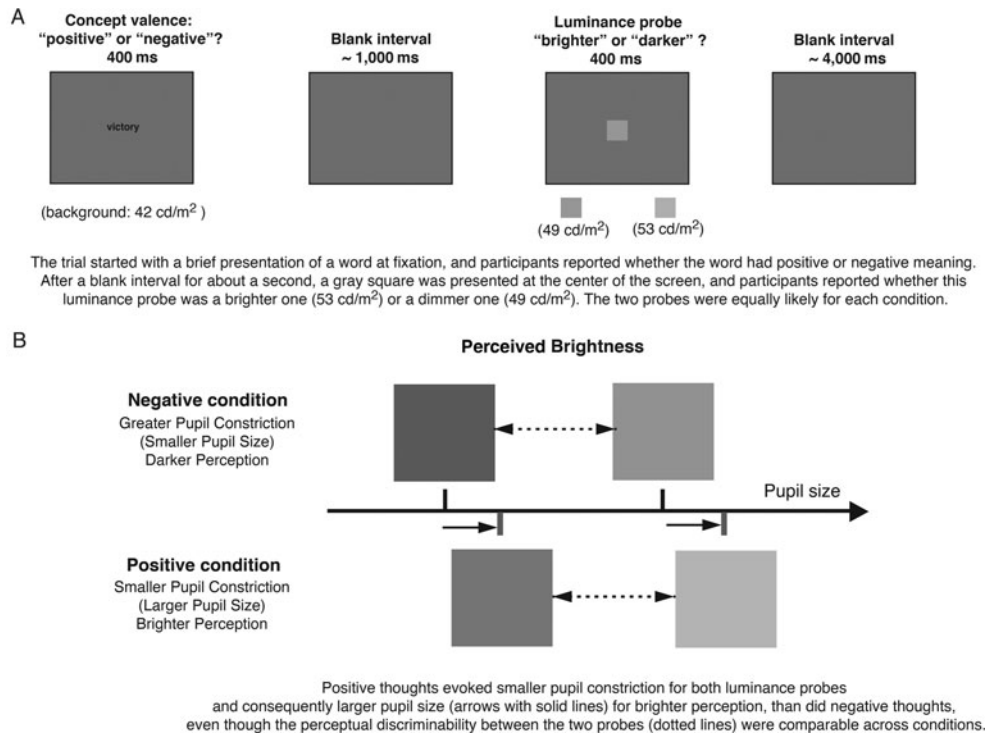 A
Concept valence:
“positive” or “negative”?
400 ms
Blank interval
~ 1,000 ms
Luminance probe
“brighter” or “darker” ?
400 ms
Blank interval
~ 4,000 ms
victory
(background: 42 cd/m² )
(49 cd/m²)
(53 cd/m²)
The trial started with a brief presentation of a word at fixation, and participants reported whether the word had positive or negative meaning.
After a blank interval for about a second, a gray square was presented at the center of the screen, and participants reported whether this
luminance probe was a brighter one (53 cd/m²) or a dimmer one (49 cd/m²). The two probes were equally likely for each condition.
B
Perceived Brightness
Negative condition
Greater Pupil Constriction
(Smaller Pupil Size)
Darker Perception
Pupil size
Positive condition
Smaller Pupil Constriction
(Larger Pupil Size)
Brighter Perception
Positive thoughts evoked smaller pupil constriction for both luminance probes
and consequently larger pupil size (arrows with solid lines) for brighter perception, than did negative thoughts,
even though the perceptual discriminability between the two probes (dotted lines) were comparable across conditions.